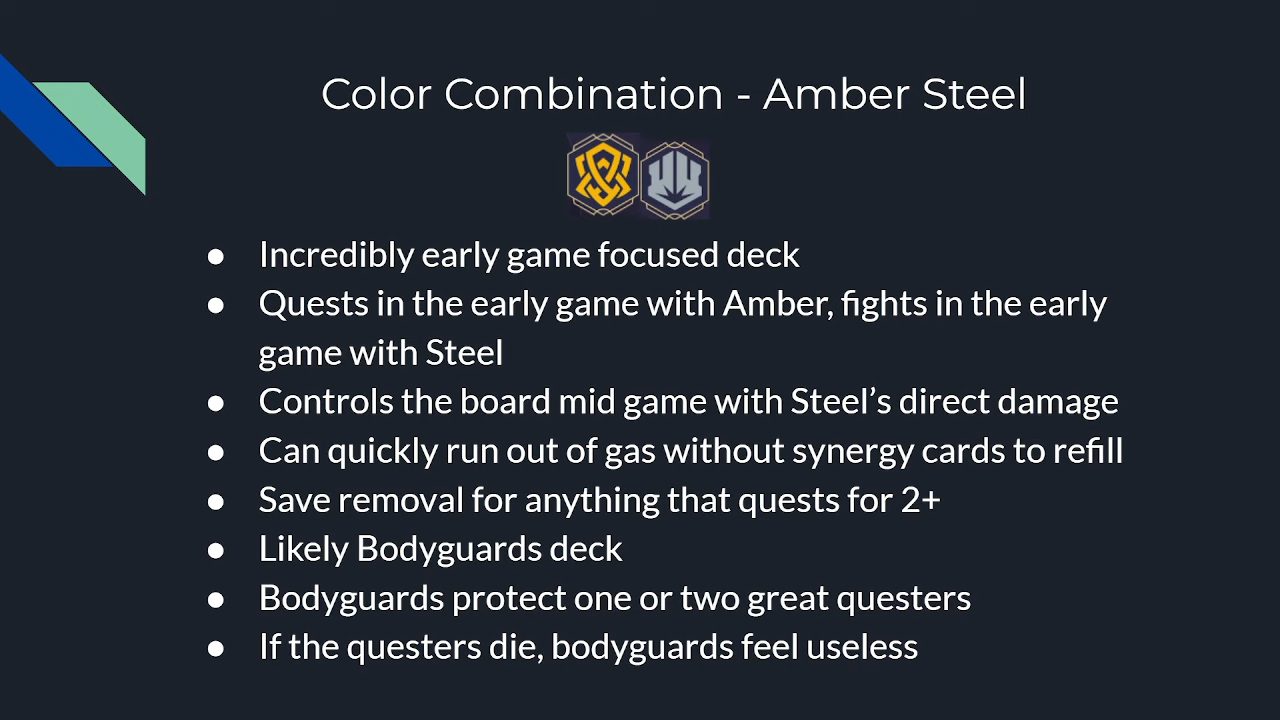 Color Combination - Amber Steel
● Incredibly early game focused deck
● Quests in the early game with Amber, fights in the early
game with Steel
● Controls the board mid game with Steel’s direct damage
● Can quickly run out of gas without synergy cards to refill
● Save removal for anything that quests for 2+
● Likely Bodyguards deck
● Bodyguards protect one or two great questers
● If the questers die, bodyguards feel useless